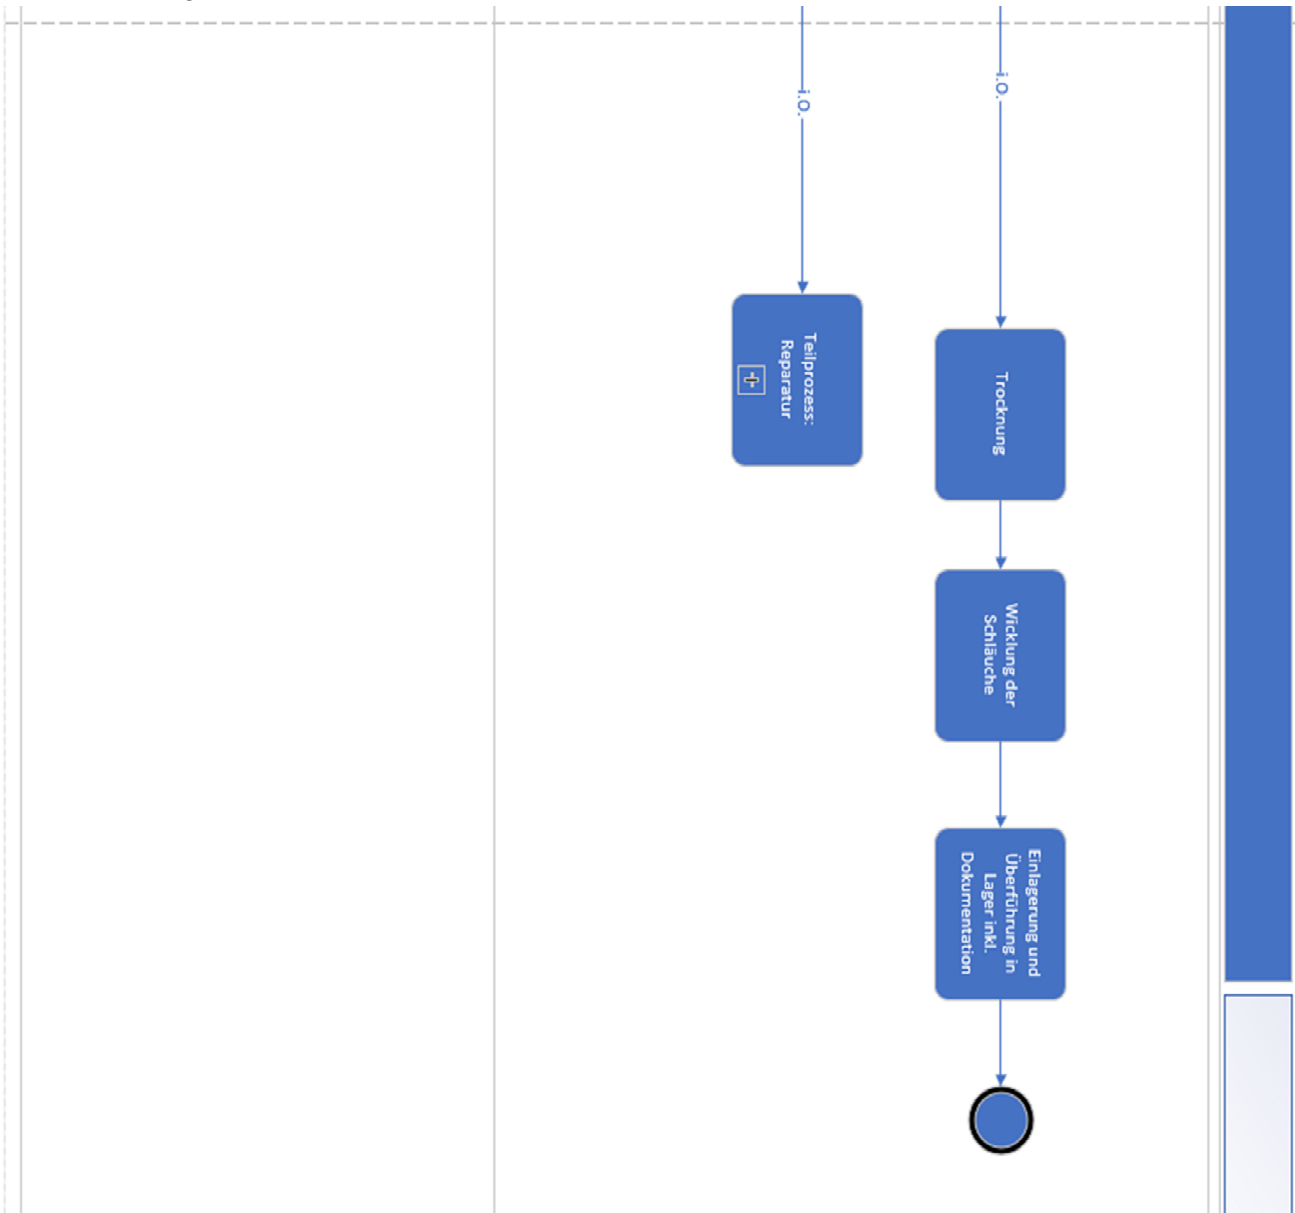 i.O.
Trocknung
Wicklung der
Schläuche
Einlagerung und
Überführung in
Lager inkl.
Dokumentation
i.O.
Teilprozess:
Reparatur